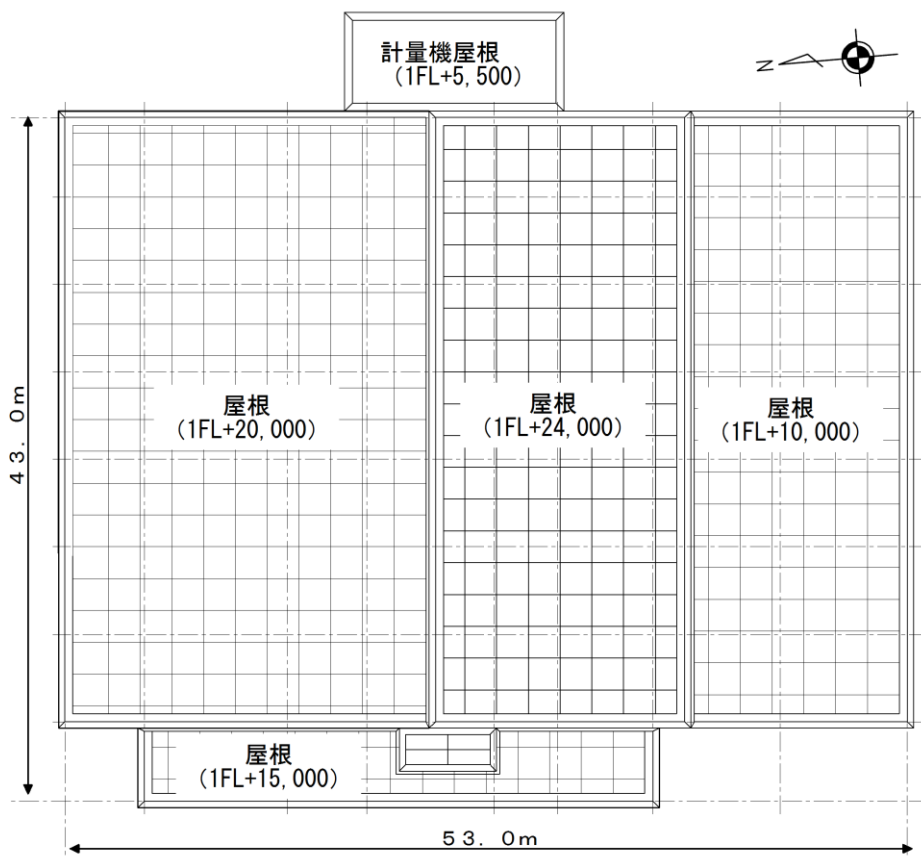 計量機屋根
(1FL+5,500)
N
屋根
(1FL+20,000)
屋根
(1FL+24,000)
屋根
(1FL+10,000)
43.0m
屋根
(1FL+15,000)
53.0m